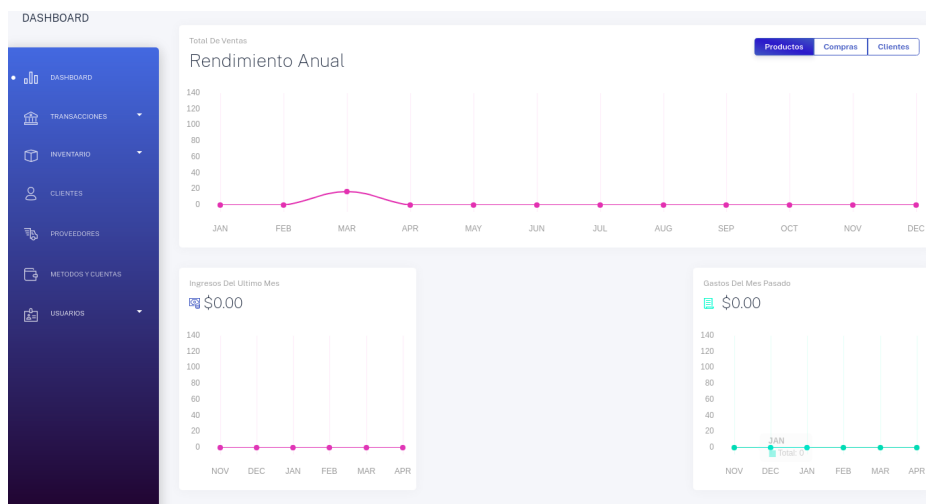 DASHBOARD
DASHBOARD
TRANSACCIONES
INVENTARIO
CLIENTES
PROVEEDORES
METODOS Y CUENTAS
USUARIOS
Total De Ventas
Rendimiento Anual
Productos Compras Clientes
140
120
100
80
60
40
20
0
JAN FEB MAR APR MAY JUN JUL AUG SEP OCT NOV DEC
Ingresos Del Ultimo Mes
$0.00
140
120
100
80
60
40
20
0
NOV DEC JAN FEB MAR APR
Gastos Del Mes Pasado
$0.00
140
120
100
80
60
40
20
0
JAN
Total: 0
NOV DEC JAN FEB MAR APR